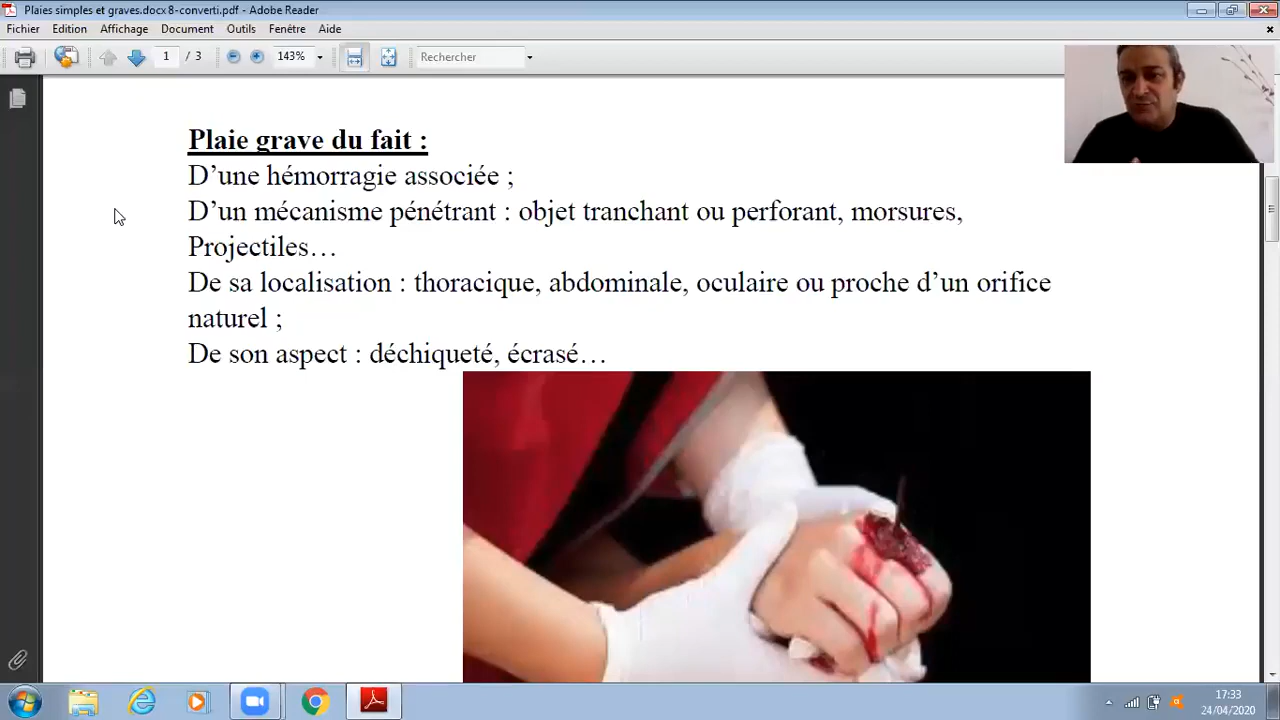 Plaies simples et graves.docx 8-converti.pdf - Adobe Reader
Fichier Edition Affichage Document Outils Fenêtre Aide
1 / 3 143% Rechercher
Plaie grave du fait :
D’une hémorragie associée ;
D’un mécanisme pénétrant : objet tranchant ou perforant, morsures,
Projectiles…
De sa localisation : thoracique, abdominale, oculaire ou proche d’un orifice
naturel ;
De son aspect : déchiqueté, écrasé…
17:33
24/04/2020